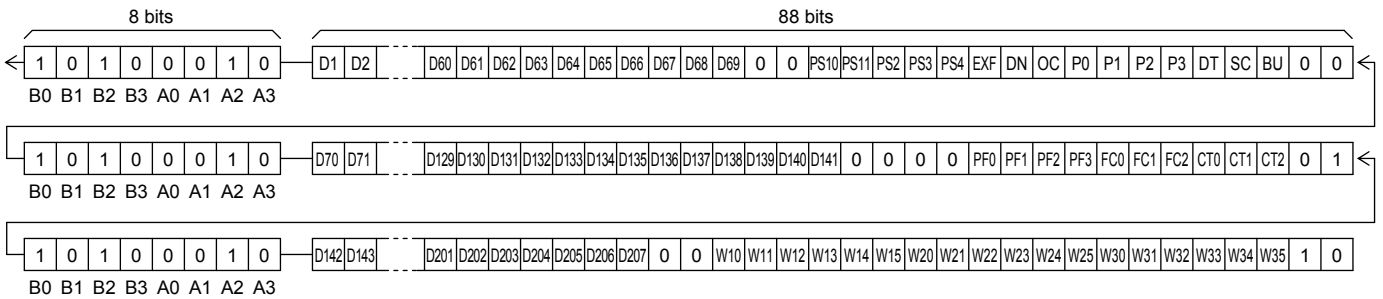 8 bits 88 bits
1 0 1 0 0 0 1 0 D1 D2 D60 D61 D62 D63 D64 D65 D66 D67 D68 D69 0 0 PS10 PS11 PS2 PS3 PS4 EXF DN OC P0 P1 P2 P3 DT SC BU 0 0
B0 B1 B2 B3 A0 A1 A2 A3
1 0 1 0 0 0 1 0 D70 D71 D129 D130 D131 D132 D133 D134 D135 D136 D137 D138 D139 D140 D141 0 0 0 0 PF0 PF1 PF2 PF3 FC0 FC1 FC2 CT0 CT1 CT2 0 1
B0 B1 B2 B3 A0 A1 A2 A3
1 0 1 0 0 0 1 0 D142 D143 D201 D202 D203 D204 D205 D206 D207 0 0 W10 W11 W12 W13 W14 W15 W20 W21 W22 W23 W24 W25 W30 W31 W32 W33 W34 W35 1 0
B0 B1 B2 B3 A0 A1 A2 A3